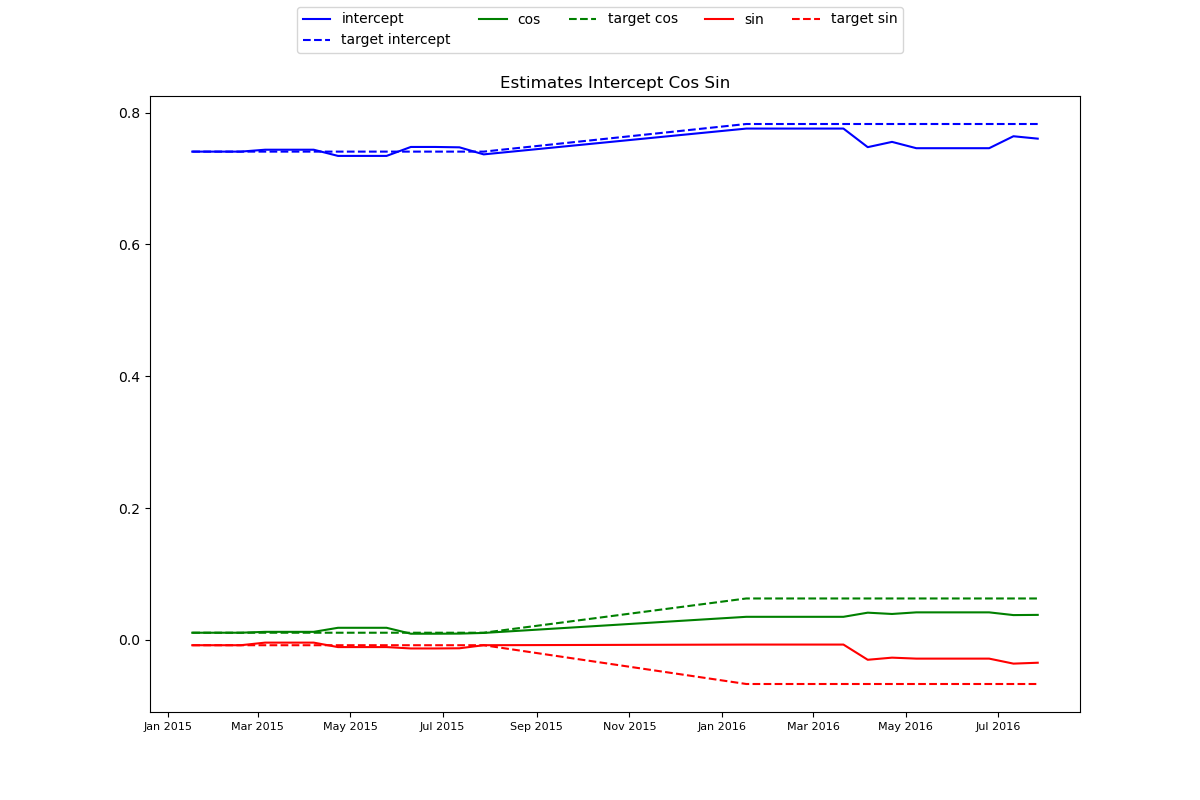 intercept cos target cos sin target sin
target intercept
Estimates Intercept Cos Sin
0.8
0.6
0.4
0.2
0.0
Jan 2015 Mar 2015 May 2015 Jul 2015 Sep 2015 Nov 2015 Jan 2016 Mar 2016 May 2016 Jul 2016